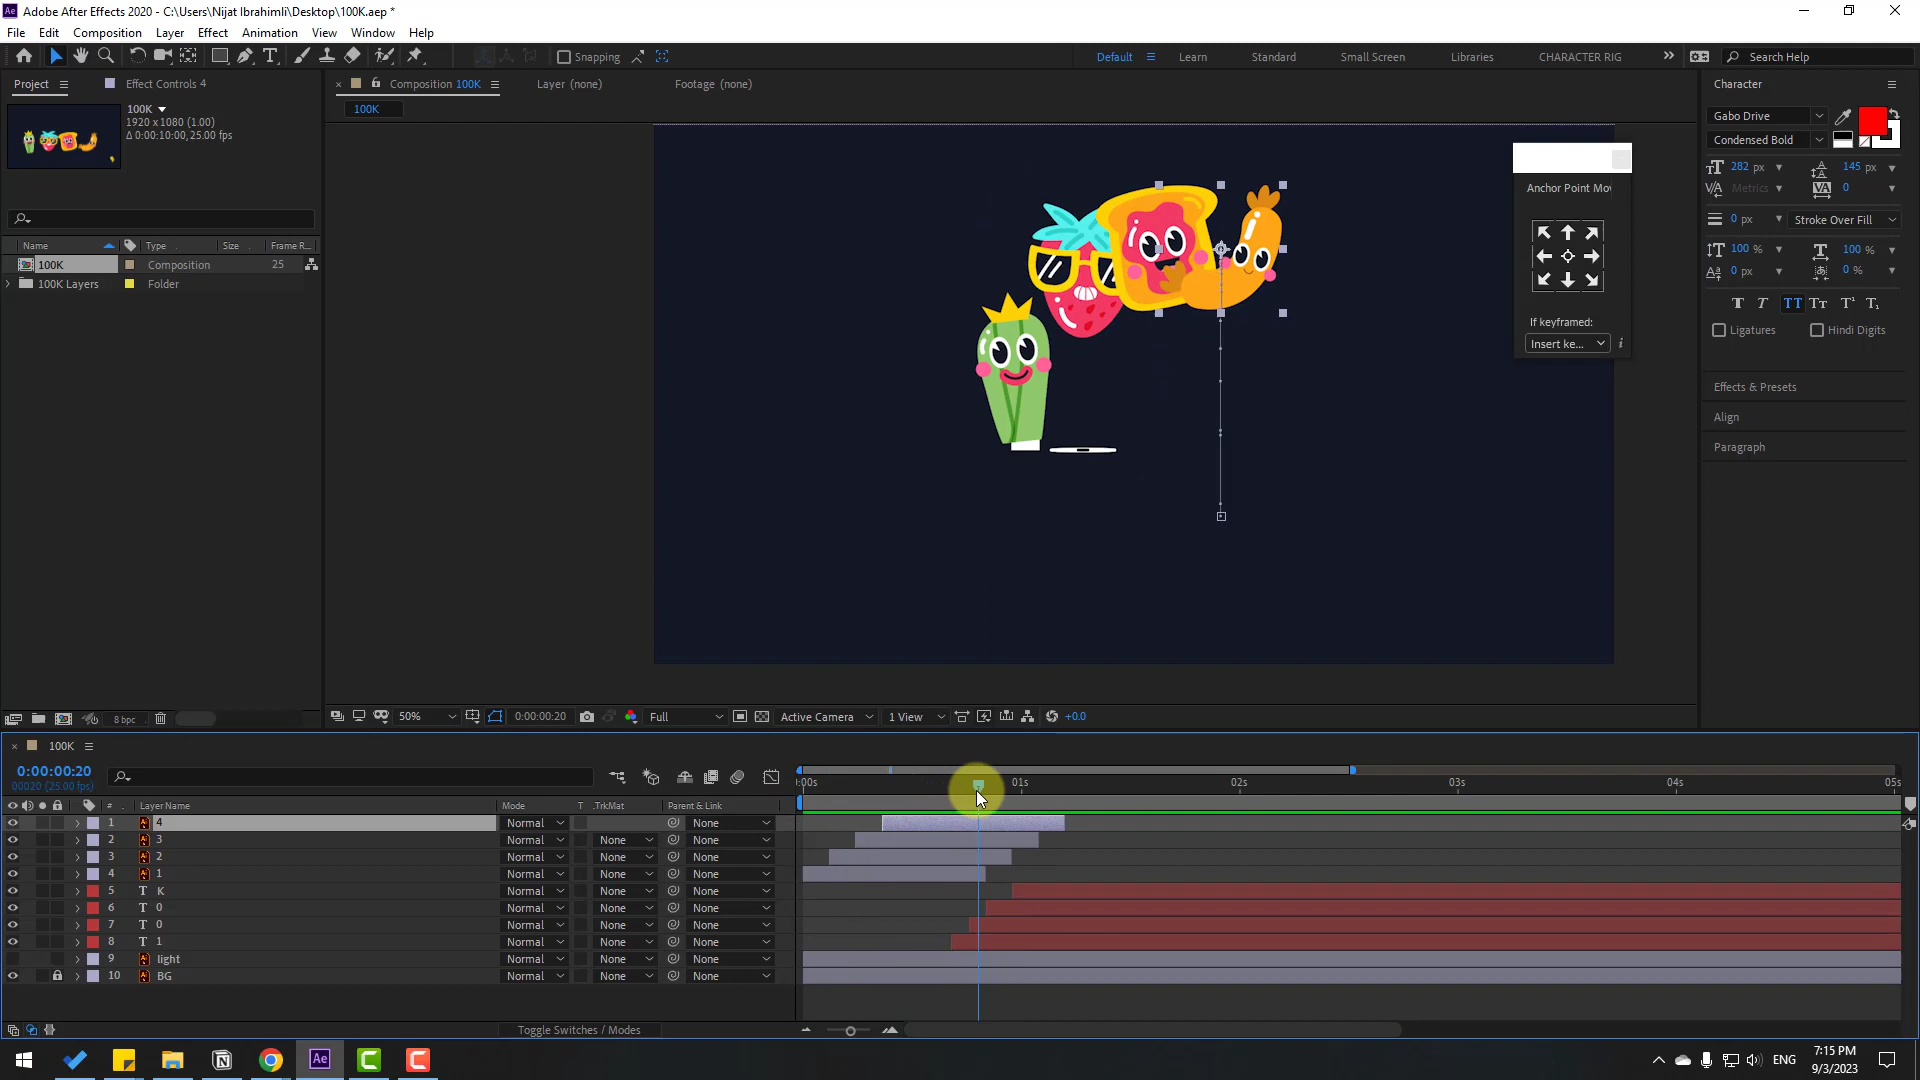 Adobe After Effects 2020 - C:\Users\Nijat Ibrahimli\Desktop\100K.aep *
File Edit Composition Layer Effect Animation View Window Help
Snapping
Default Learn Standard Small Screen Libraries CHARACTER RIG Search Help
Project Effect Controls 4
Composition 100K Layer (none) Footage (none)
Character
100K
1920 x 1080 (1.00)
Δ 0:00:10:00, 25.00 fps
100K
Gabo Drive
Condensed Bold
282 px 145 px
Metrics 0
0 px Stroke Over Fill
100 % 100 %
0 px 0 %
Ligatures Hindi Digits
Effects & Presets
Align
Paragraph
Anchor Point Mo
If keyframed:
Insert ke...
Name Type Size Frame R...
100K Composition 25
100K Layers Folder
8 bpc
50% 0:00:00:20 Full Active Camera 1 View +0.0
100K
0:00:00:20
00020 (25.00 fps)
:00s 01s 02s 03s 04s 05s
# Layer Name Mode T .TrkMat Parent & Link
1 4 Normal None
2 3 Normal None None
3 2 Normal None None
4 1 Normal None None
5 T K Normal None None
6 T 0 Normal None None
7 T 0 Normal None None
8 T 1 Normal None None
9 light Normal None None
10 BG Normal None None
Toggle Switches / Modes
ENG
7:15 PM
9/3/2023